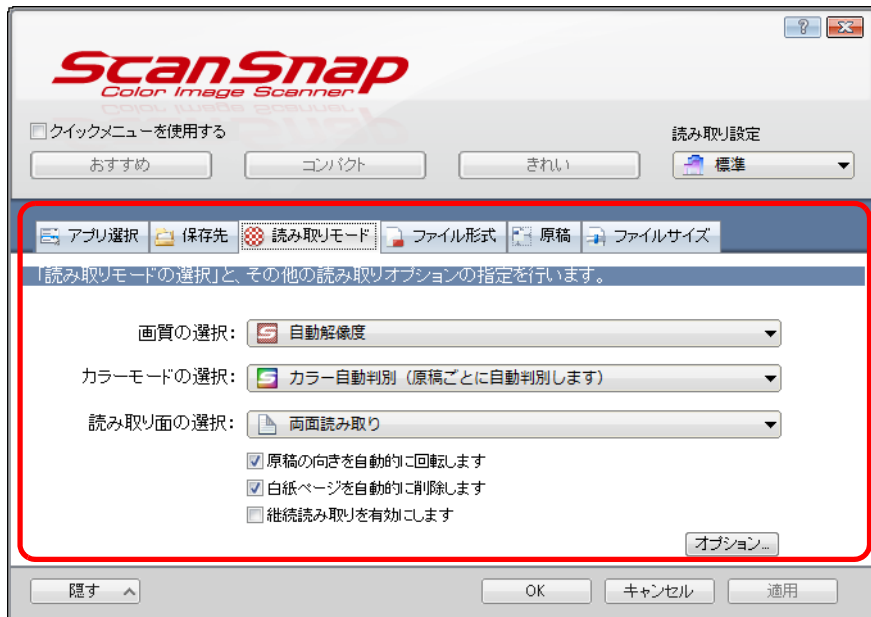 ScanSnap
Color Image Scanner
クイックメニューを使用する
読み取り設定
おすすめ コンパクト きれい 標準
アプリ選択 保存先 読み取りモード ファイル形式 原稿 ファイルサイズ
「読み取りモードの選択」と、その他の読み取りオプションの指定を行います。
画質の選択: 自動解像度
カラーモードの選択: カラー自動判別（原稿ごとに自動判別します）
読み取り面の選択: 両面読み取り
原稿の向きを自動的に回転します
白紙ページを自動的に削除します
継続読み取りを有効にします
オプション...
隠す OK キャンセル 適用